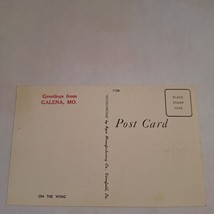 Greetings from
GALENA, MO.
Post Card
PLACE
STAMP
HERE
ON THE WING